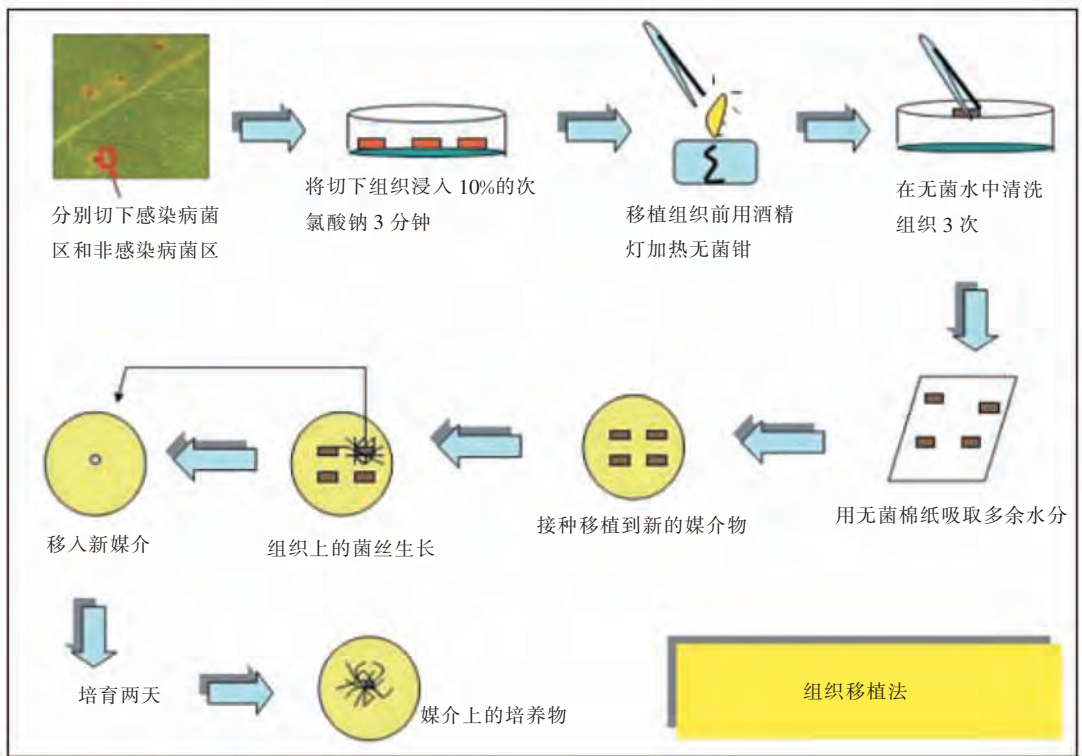 分别切下感染病菌
区和非感染病菌区
将切下组织浸入 10%的次
氯酸钠 3 分钟
移植组织前用酒精
灯加热无菌钳
在无菌水中清洗
组织 3 次
用无菌棉纸吸取多余水分
接种移植到新的媒介物
组织上的菌丝生长
移入新媒介
培育两天
媒介上的培养物
组织移植法